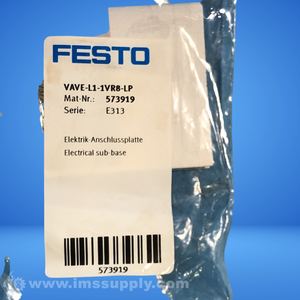 FESTO
VAVE-L1-1VR8-LP
Mat-Nr.: 573919
Serie: E313
Elektrik-Anschlussplatte
Electrical sub-base
573919
© www.imssupply.com